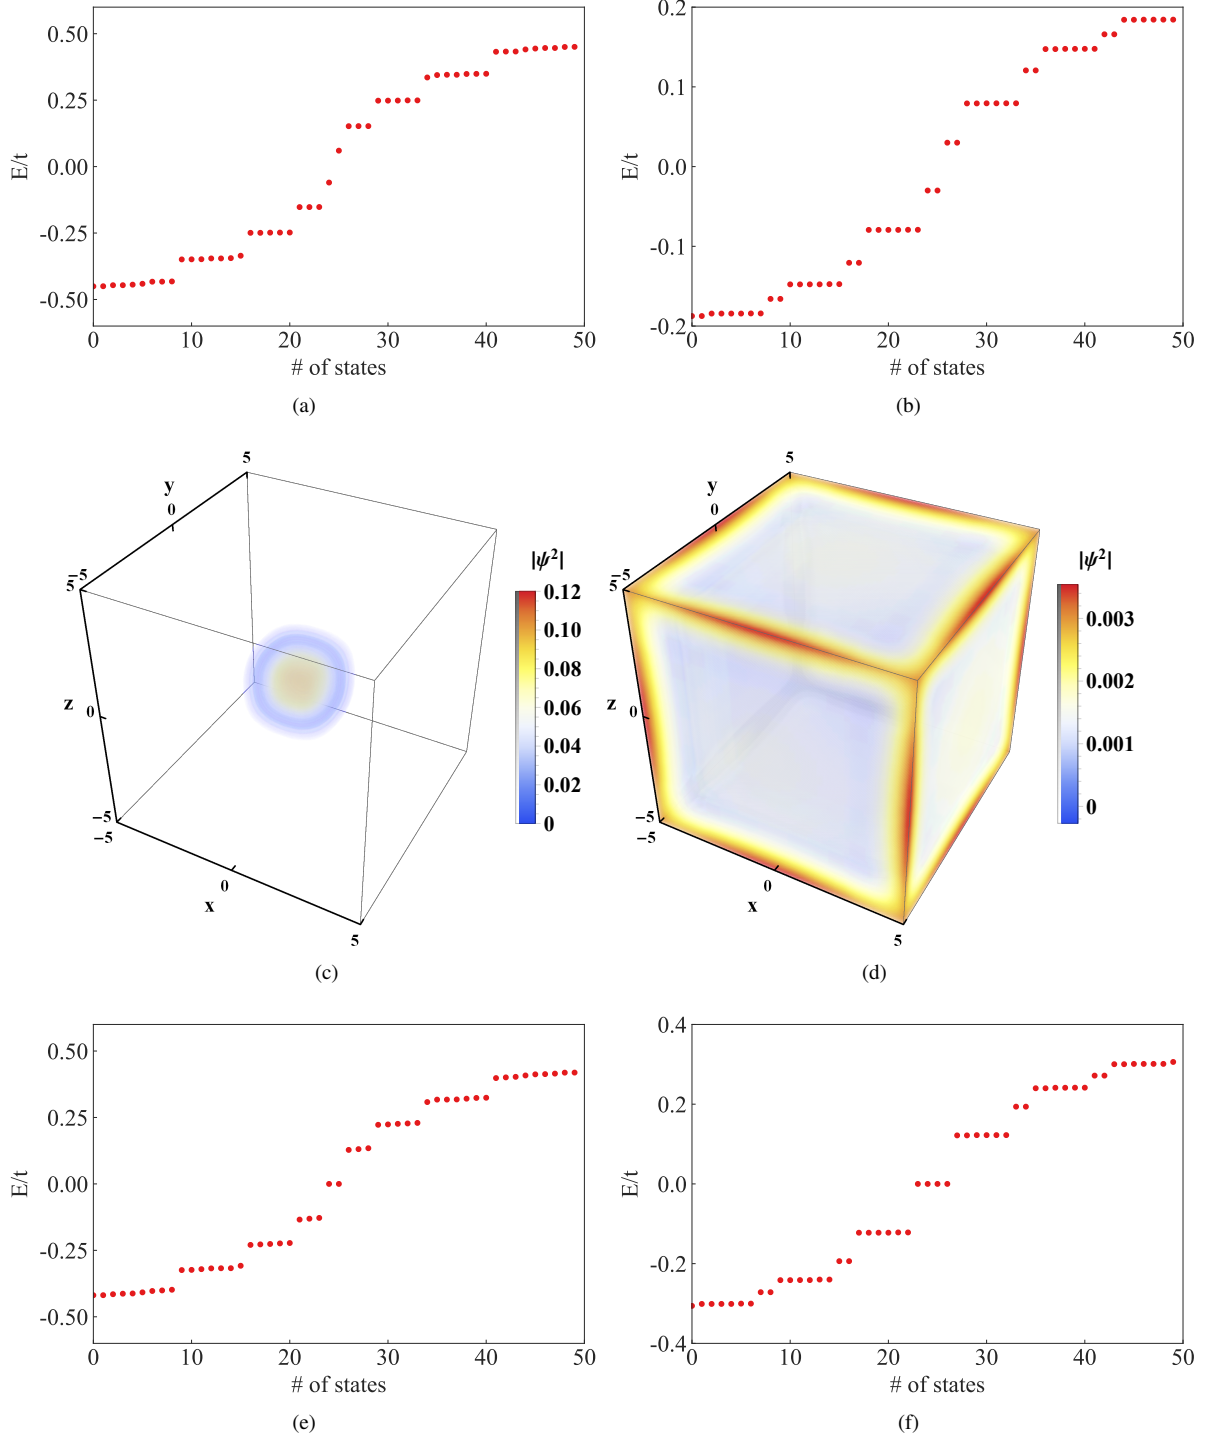 0.50
0.25
0.00
-0.25
-0.50
E/t
0 10 20 30 40 50
# of states
(a)
0.2
0.1
0.0
-0.1
-0.2
E/t
0 10 20 30 40 50
# of states
(b)
5
y
0
−5
5
z
0
−5
−5
0
x
5
|ψ²|
0.12
0.10
0.08
0.06
0.04
0.02
0
(c)
5
y
0
−5
5
z
0
−5
−5
0
x
5
|ψ²|
0.003
0.002
0.001
0
(d)
0.50
0.25
0.00
-0.25
-0.50
E/t
0 10 20 30 40 50
# of states
(e)
0.4
0.2
0.0
-0.2
-0.4
E/t
0 10 20 30 40 50
# of states
(f)